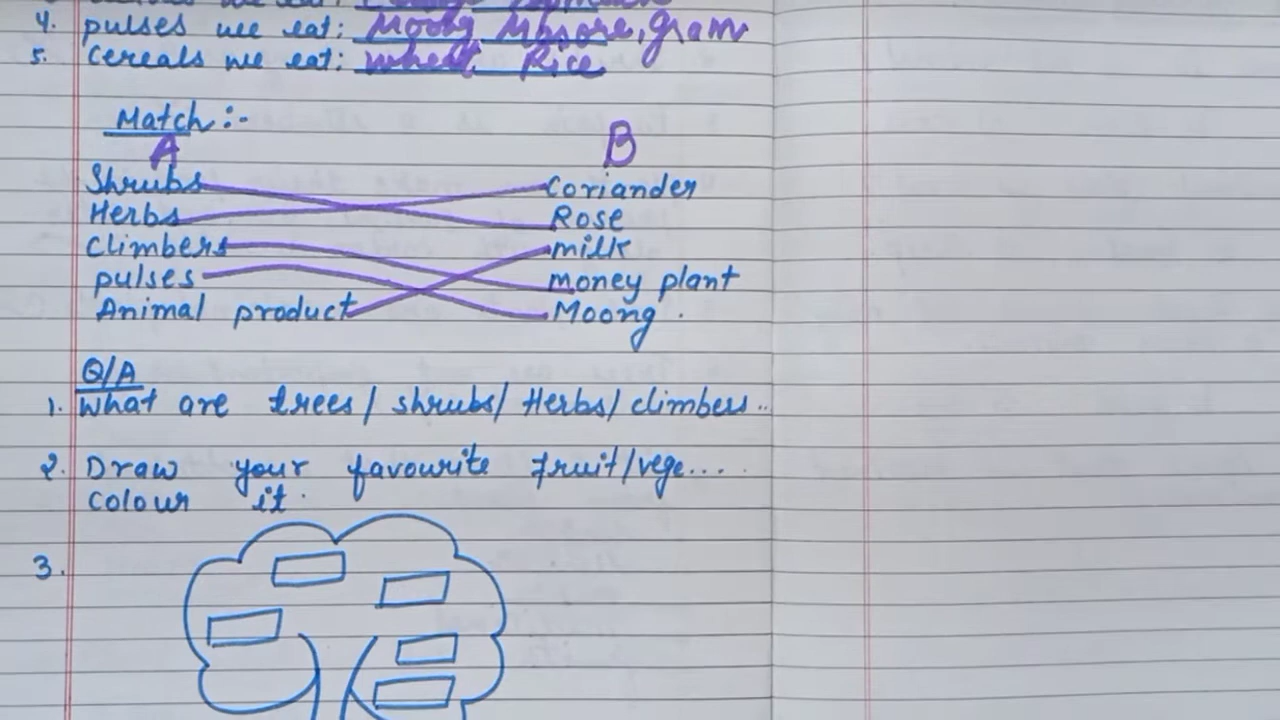 4. pulses we eat: Moong Masore, gram
5. Cereals we eat: wheat Rice
Match:-
A B
Shrubs Coriander
Herbs Rose
Climbers milk
pulses money plant
Animal product Moong.
Q/A
1. What are trees/ shrubs/ Herbs/ climbers..
2. Draw your favourite fruit/vege...
colour it.
3.